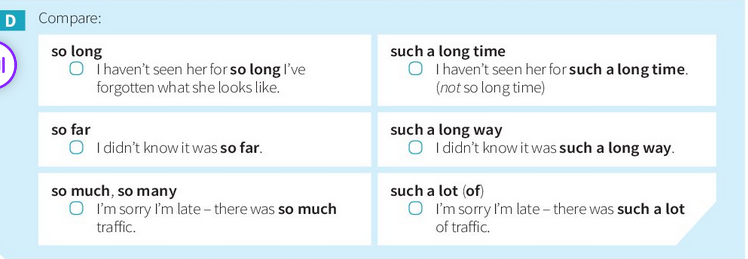 D
Compare:
so long
I haven't seen her for so long I've
forgotten what she looks like.
such a long time
I haven't seen her for such a long time.
(not so long time)
so far
I didn't know it was so far.
such a long way
I didn't know it was such a long way.
so much, so many
I'm sorry I'm late – there was so much
traffic.
such a lot (of)
I'm sorry I'm late – there was such a lot
of traffic.